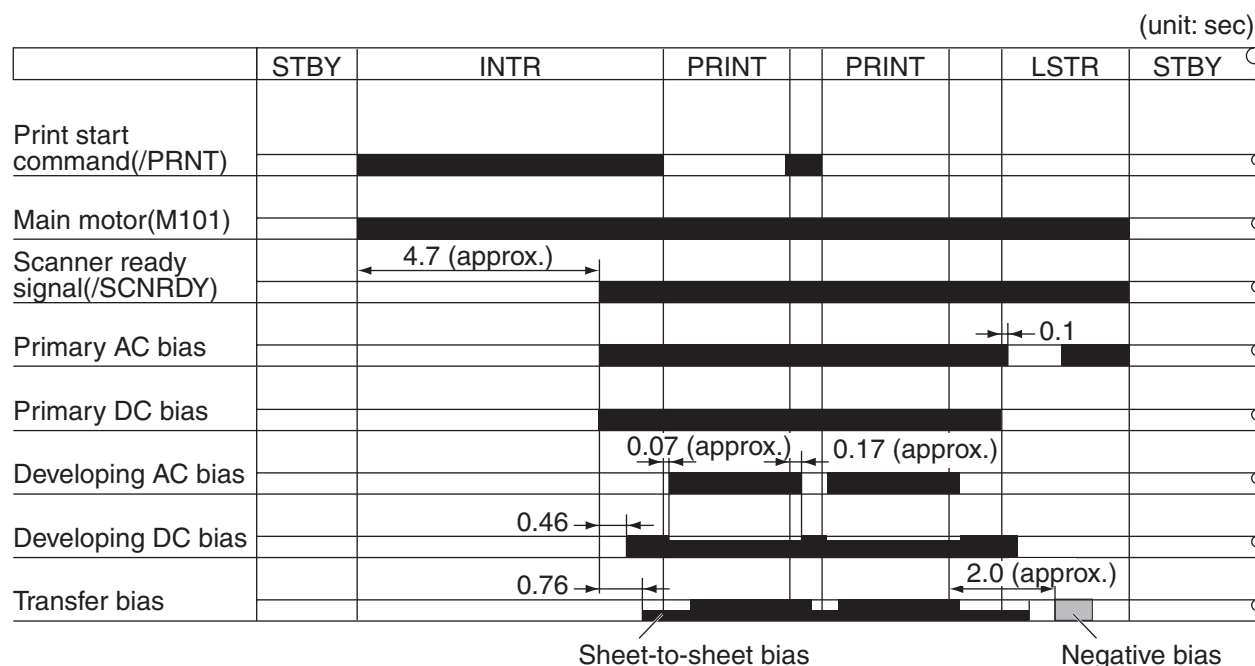 (unit: sec)
STBY INTR PRINT PRINT LSTR STBY
Print start
command(/PRNT)
Main motor(M101)
Scanner ready
signal(/SCNRDY)
4.7 (approx.)
Primary AC bias
0.1
Primary DC bias
0.07 (approx.) 0.17 (approx.)
Developing AC bias
0.46
Developing DC bias
0.76
2.0 (approx.)
Transfer bias
Sheet-to-sheet bias Negative bias